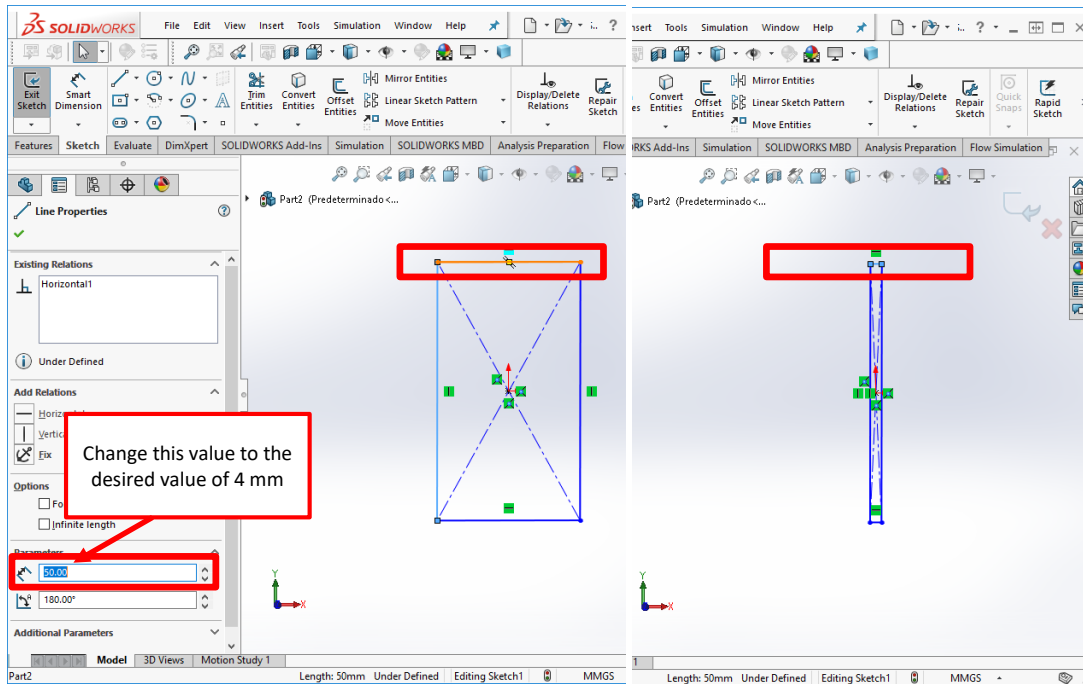 SOLIDWORKS File Edit View Insert Tools Simulation Window Help
Exit Sketch
Smart Dimension
Trim Entities
Convert Entities
Offset Entities
Mirror Entities
Linear Sketch Pattern
Move Entities
Display/Delete Relations
Repair Sketch
Features Sketch Evaluate DimXpert SOLIDWORKS Add-Ins Simulation SOLIDWORKS MBD Analysis Preparation Flow
Part2 (Predeterminado<...
Line Properties
Existing Relations
Horizontal1
Under Defined
Add Relations
Fix
Change this value to the
desired value of 4 mm
Options
Infinite length
Parameters
50.00
180.00°
Additional Parameters
Y
X
Model 3D Views Motion Study 1
Part2 Length: 50mm Under Defined Editing Sketch1 MMGS
Tools Simulation Window Help
Convert Entities
Offset Entities
Mirror Entities
Linear Sketch Pattern
Move Entities
Display/Delete Relations
Repair Sketch
Quick Snaps
Rapid Sketch
Add-Ins Simulation SOLIDWORKS MBD Analysis Preparation Flow Simulation
Part2 (Predeterminado<...
Y
X
1
Length: 50mm Under Defined Editing Sketch1 MMGS